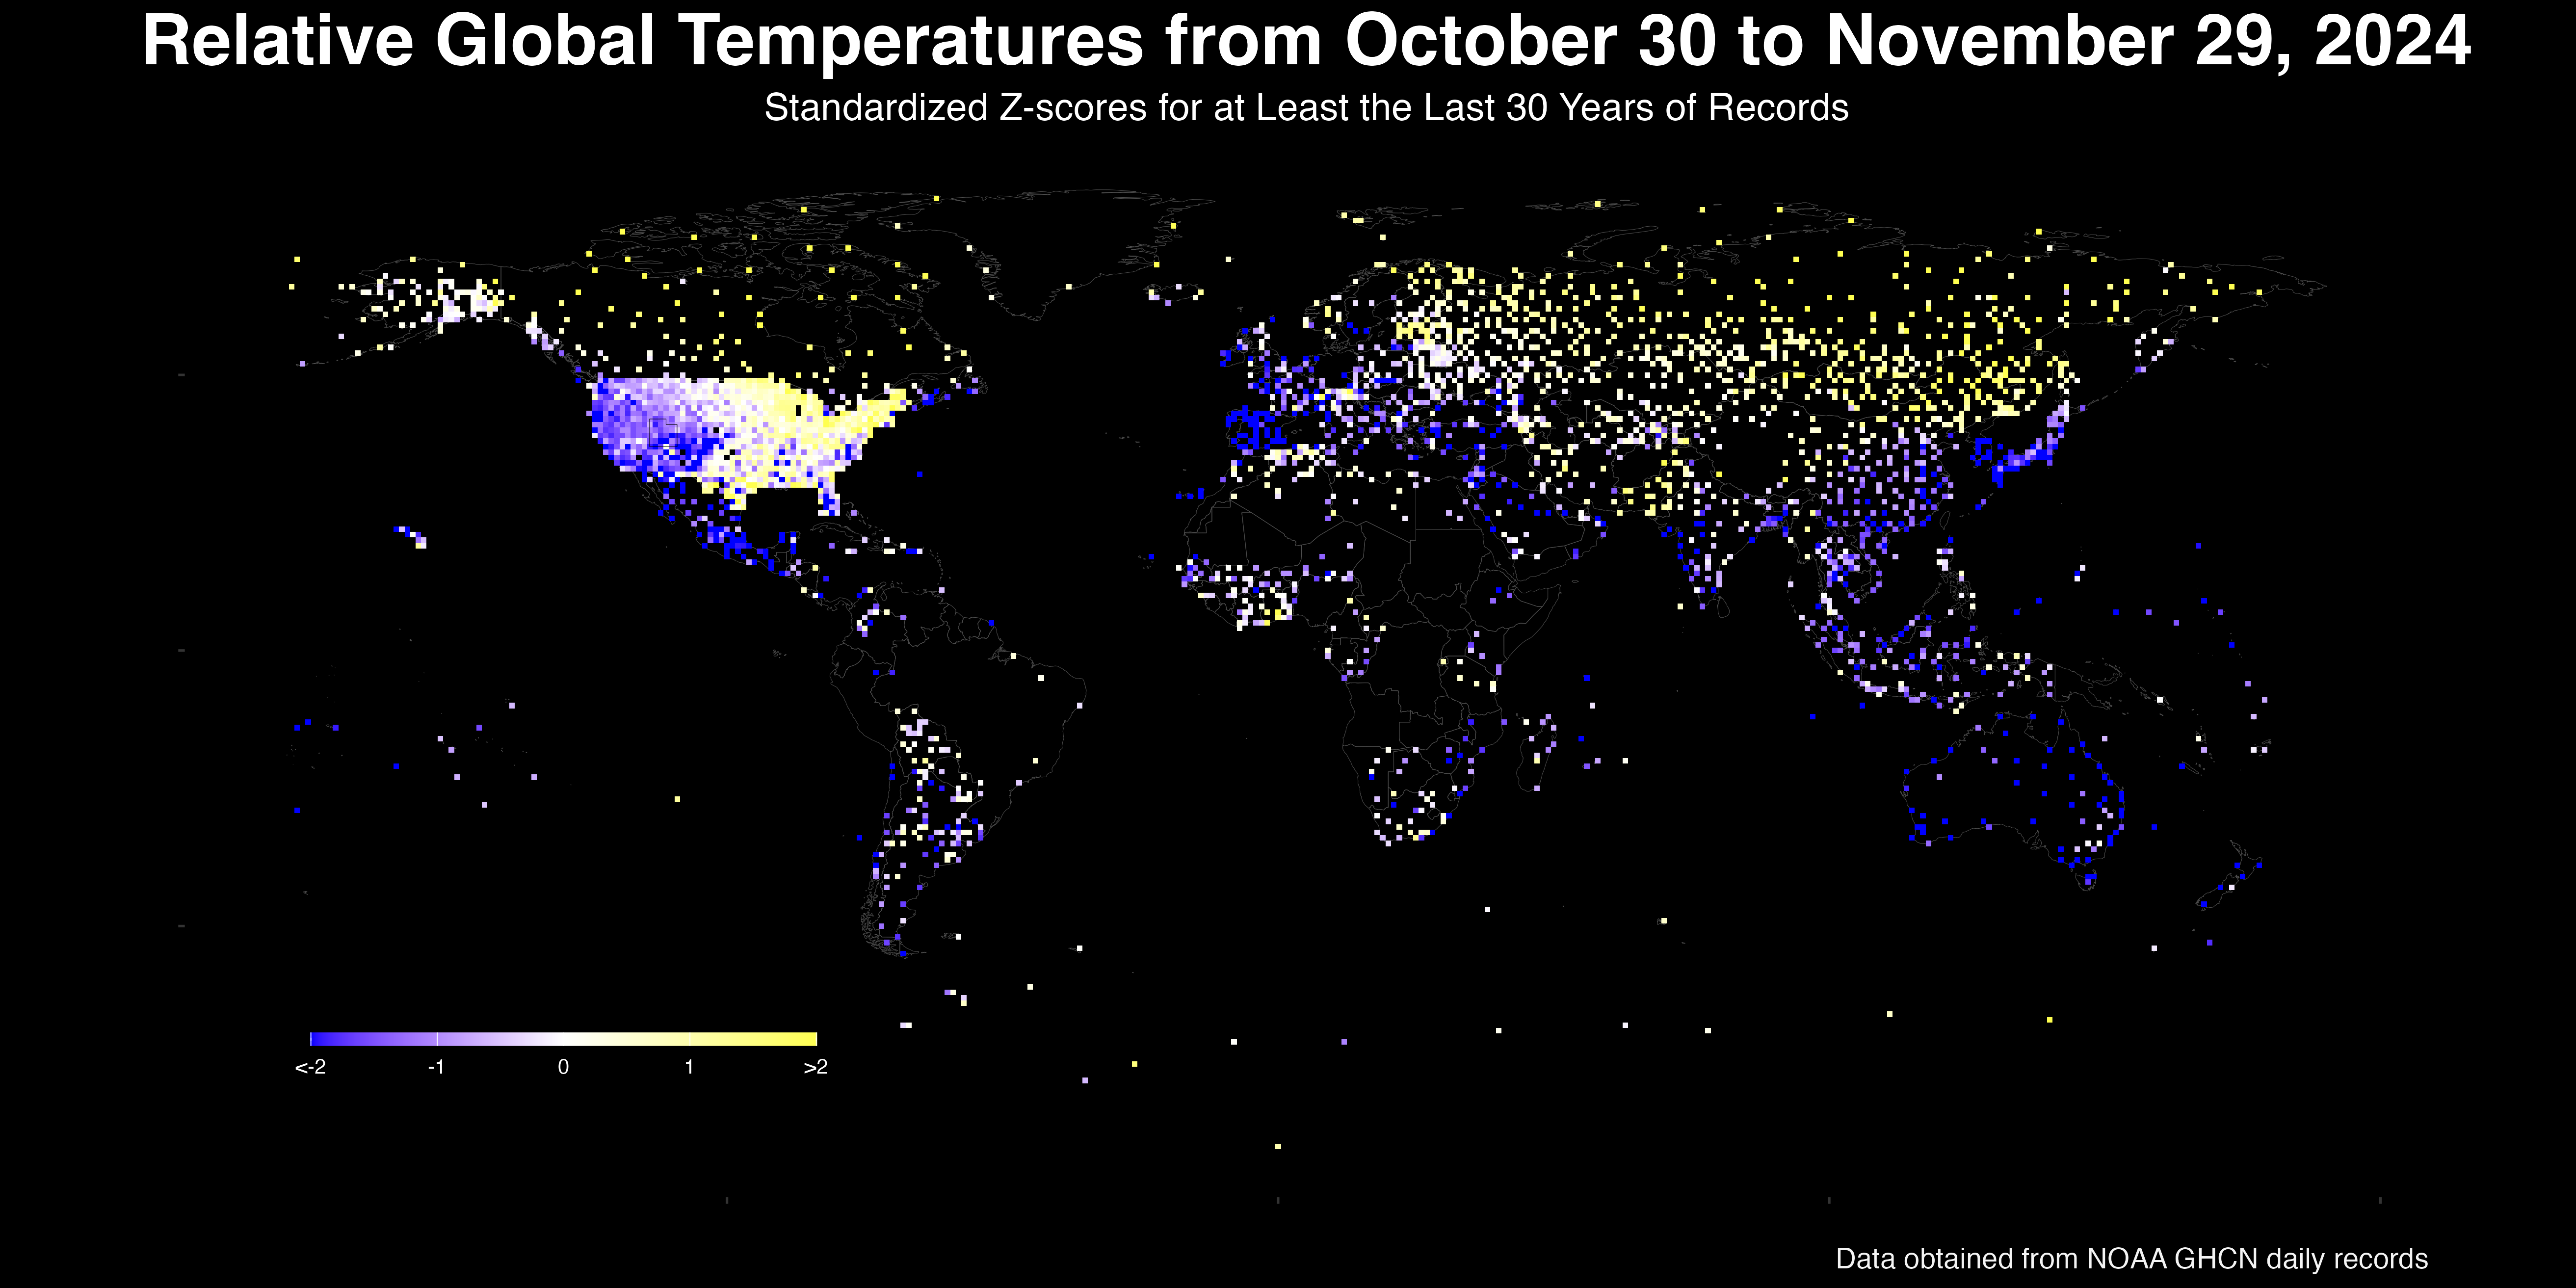 Relative Global Temperatures from October 30 to November 29, 2024
Standardized Z-scores for at Least the Last 30 Years of Records
<-2 -1 0 1 >2
Data obtained from NOAA GHCN daily records